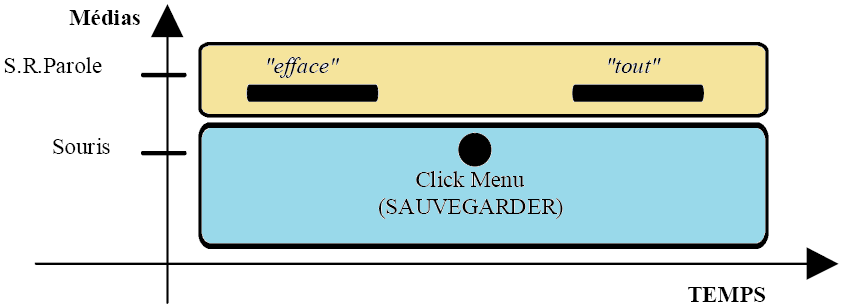 Médias
S.R.Parole
"efface" "tout"
Souris
Click Menu
(SAUVEGARDER)
TEMPS